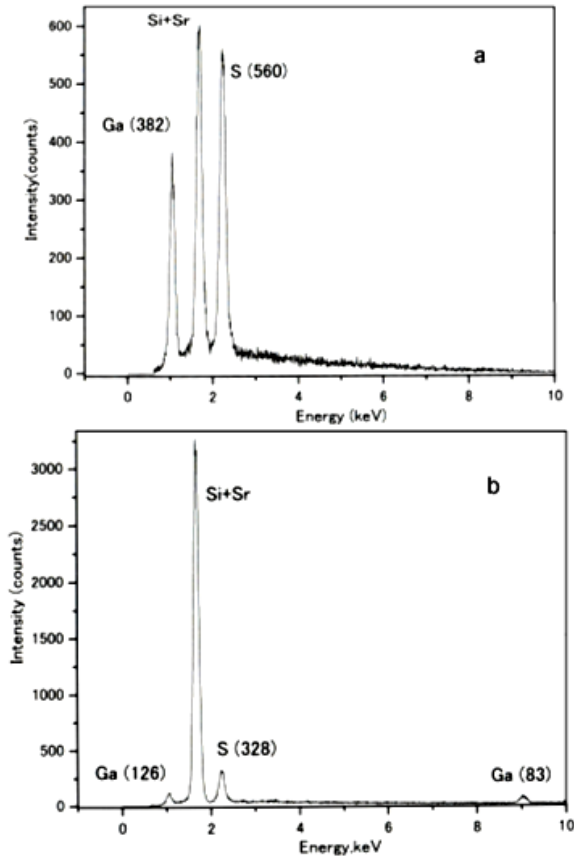 a
600
Si+Sr
S (560)
500
Ga (382)
400
300
200
100
0
Intensity(counts)
0 2 4 6 8 10
Energy (keV)
b
3000
Si+Sr
2500
2000
1500
1000
500
0
Ga (126)
S (328)
Ga (83)
Intensity (counts)
0 2 4 6 8 10
Energy,keV